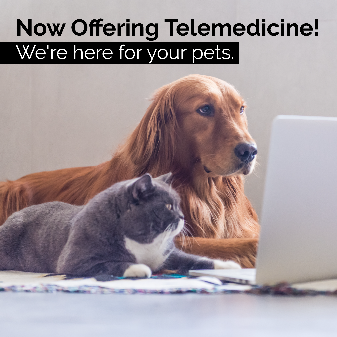 Now Offering Telemedicine!
We're here for your pets.